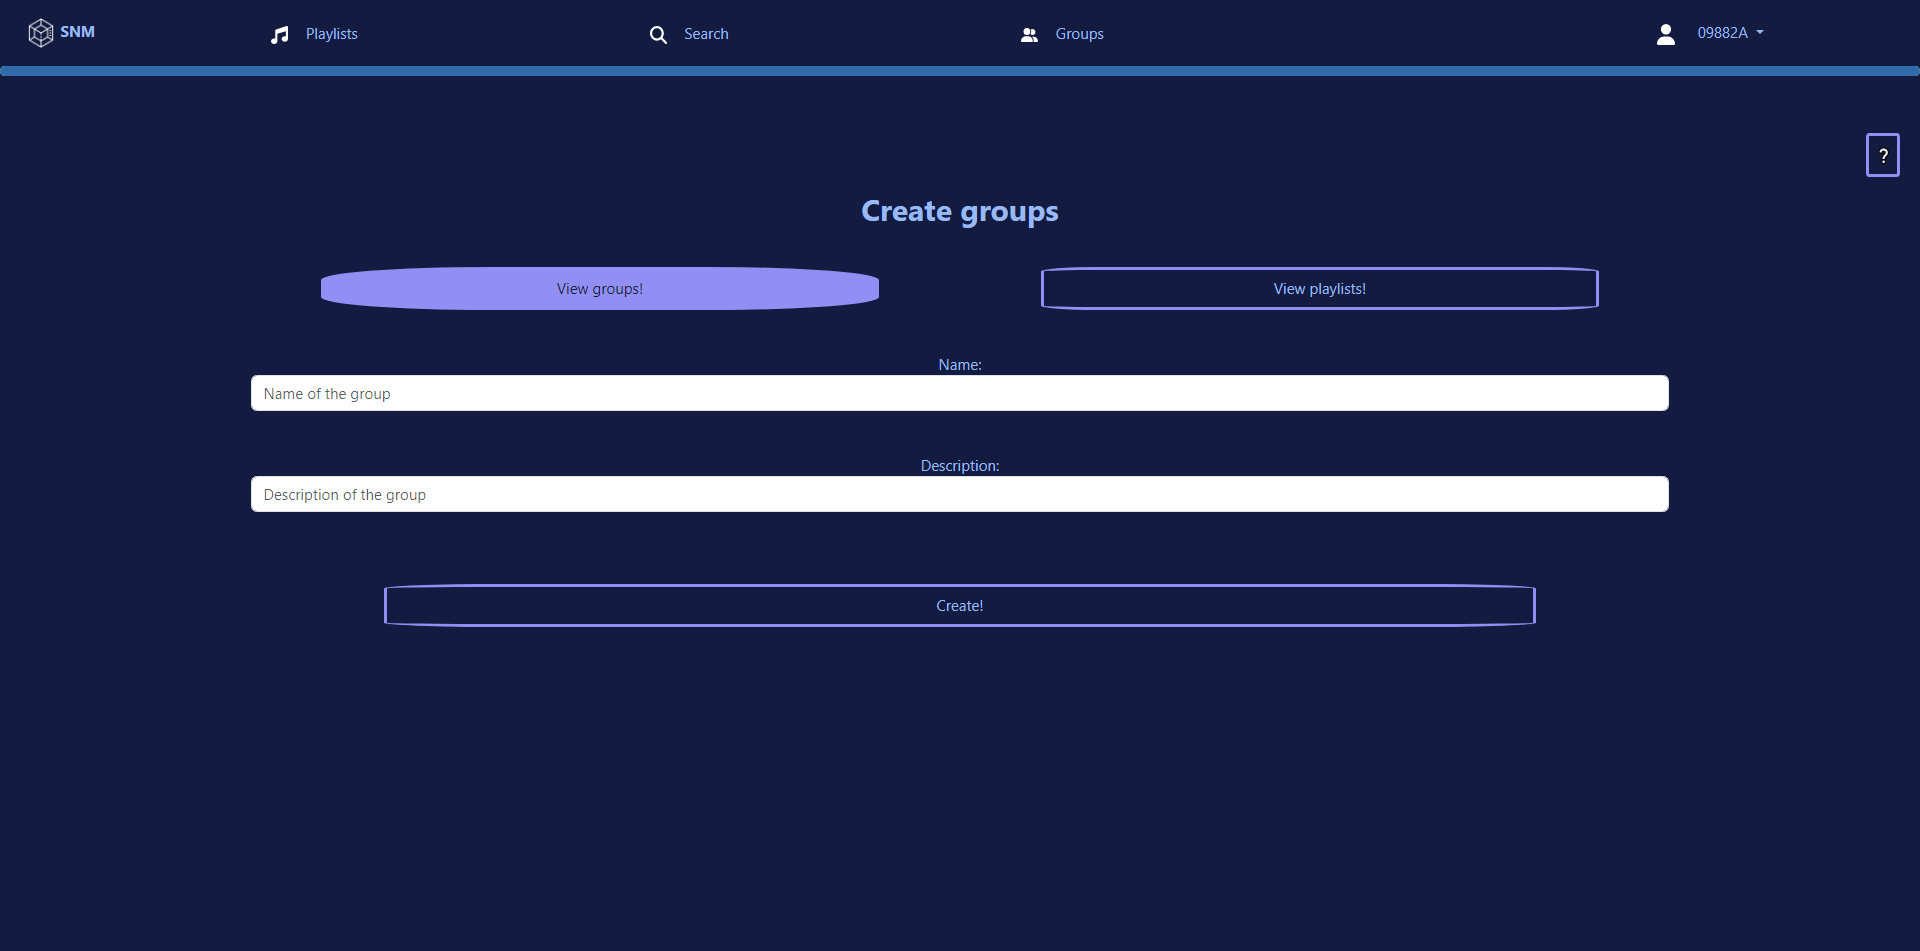 SNM
Playlists
Search
Groups
09882A
?
Create groups
View groups!
View playlists!
Name:
Name of the group
Description:
Description of the group
Create!